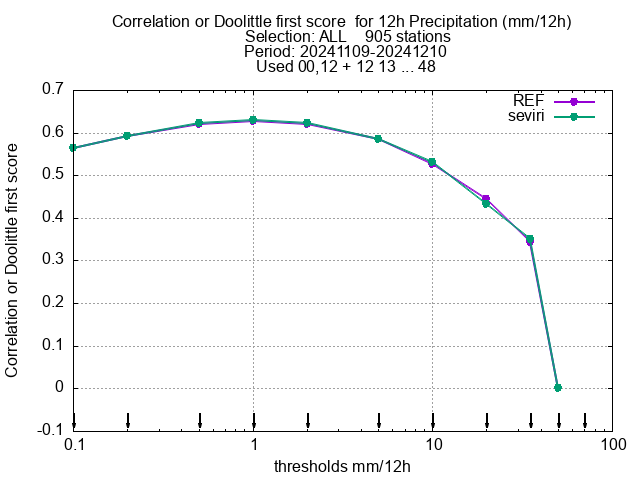 Correlation or Doolittle first score  for 12h Precipitation (mm/12h)
Selection: ALL    905 stations
Period: 20241109-20241210
Used 00,12 + 12 13 ... 48
REF
seviri
Correlation or Doolittle first score
0.7
0.6
0.5
0.4
0.3
0.2
0.1
0
-0.1
0.1 1 10 100
thresholds mm/12h